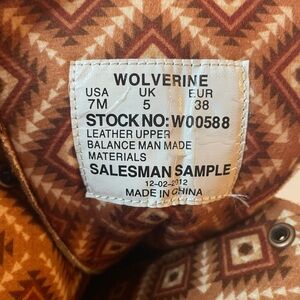 WOLVERINE
USA UK EUR
7M 5 38
STOCK NO: W00588
LEATHER UPPER
BALANCE MAN MADE
MATERIALS
SALESMAN SAMPLE
12-02-2012
MADE IN CHINA